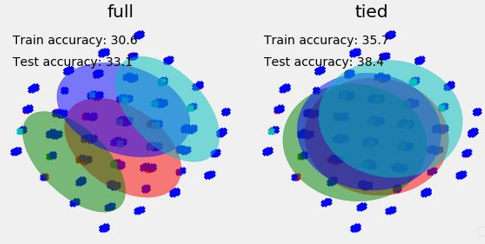 full
tied
Train accuracy: 30.6
Test accuracy: 33.1
Train accuracy: 35.7
Test accuracy: 38.4